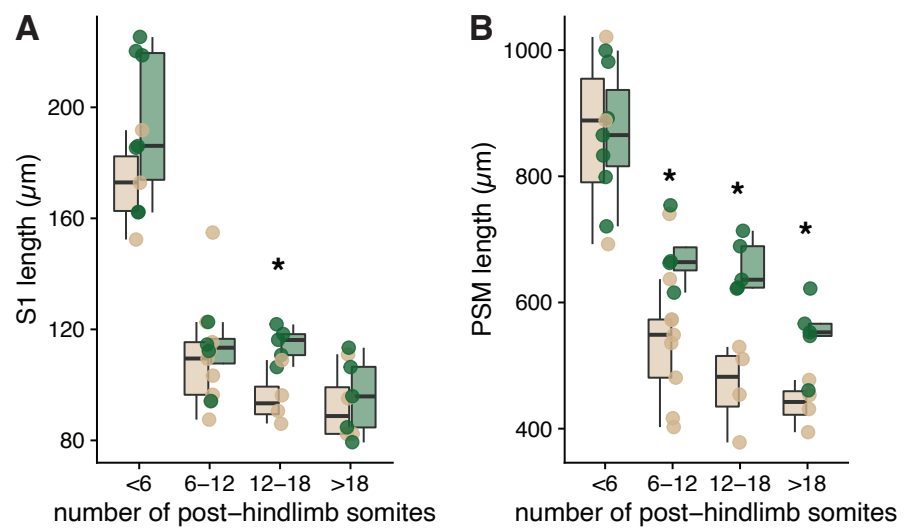 A
S1 length (µm)
200
160
120
80
*
<6 6−12 12−18 >18
number of post−hindlimb somites
B
PSM length (µm)
1000
800
600
400
* * *
<6 6−12 12−18 >18
number of post−hindlimb somites